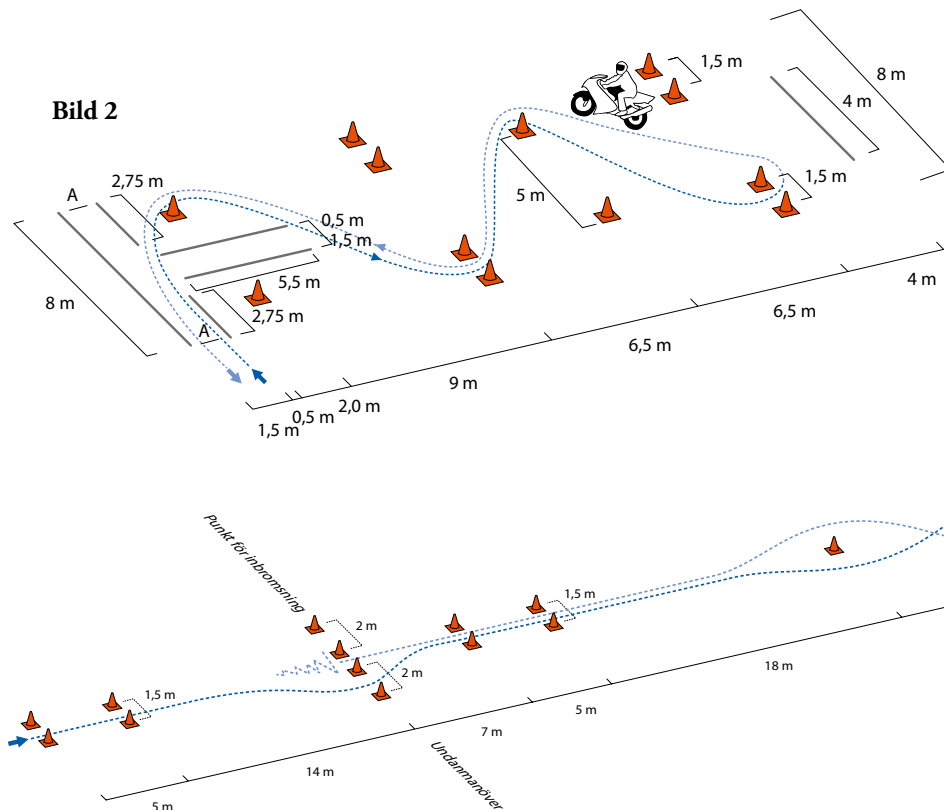 Bild 2
1,5 m
8 m
4 m
1,5 m
5 m
A
2,75 m
0,5 m
1,5 m
5,5 m
2,75 m
A
8 m
4 m
6,5 m
6,5 m
9 m
2,0 m
0,5 m
1,5 m
Punkt för inbromsning
2 m
2 m
1,5 m
1,5 m
18 m
5 m
7 m
14 m
5 m
Undanmanöver